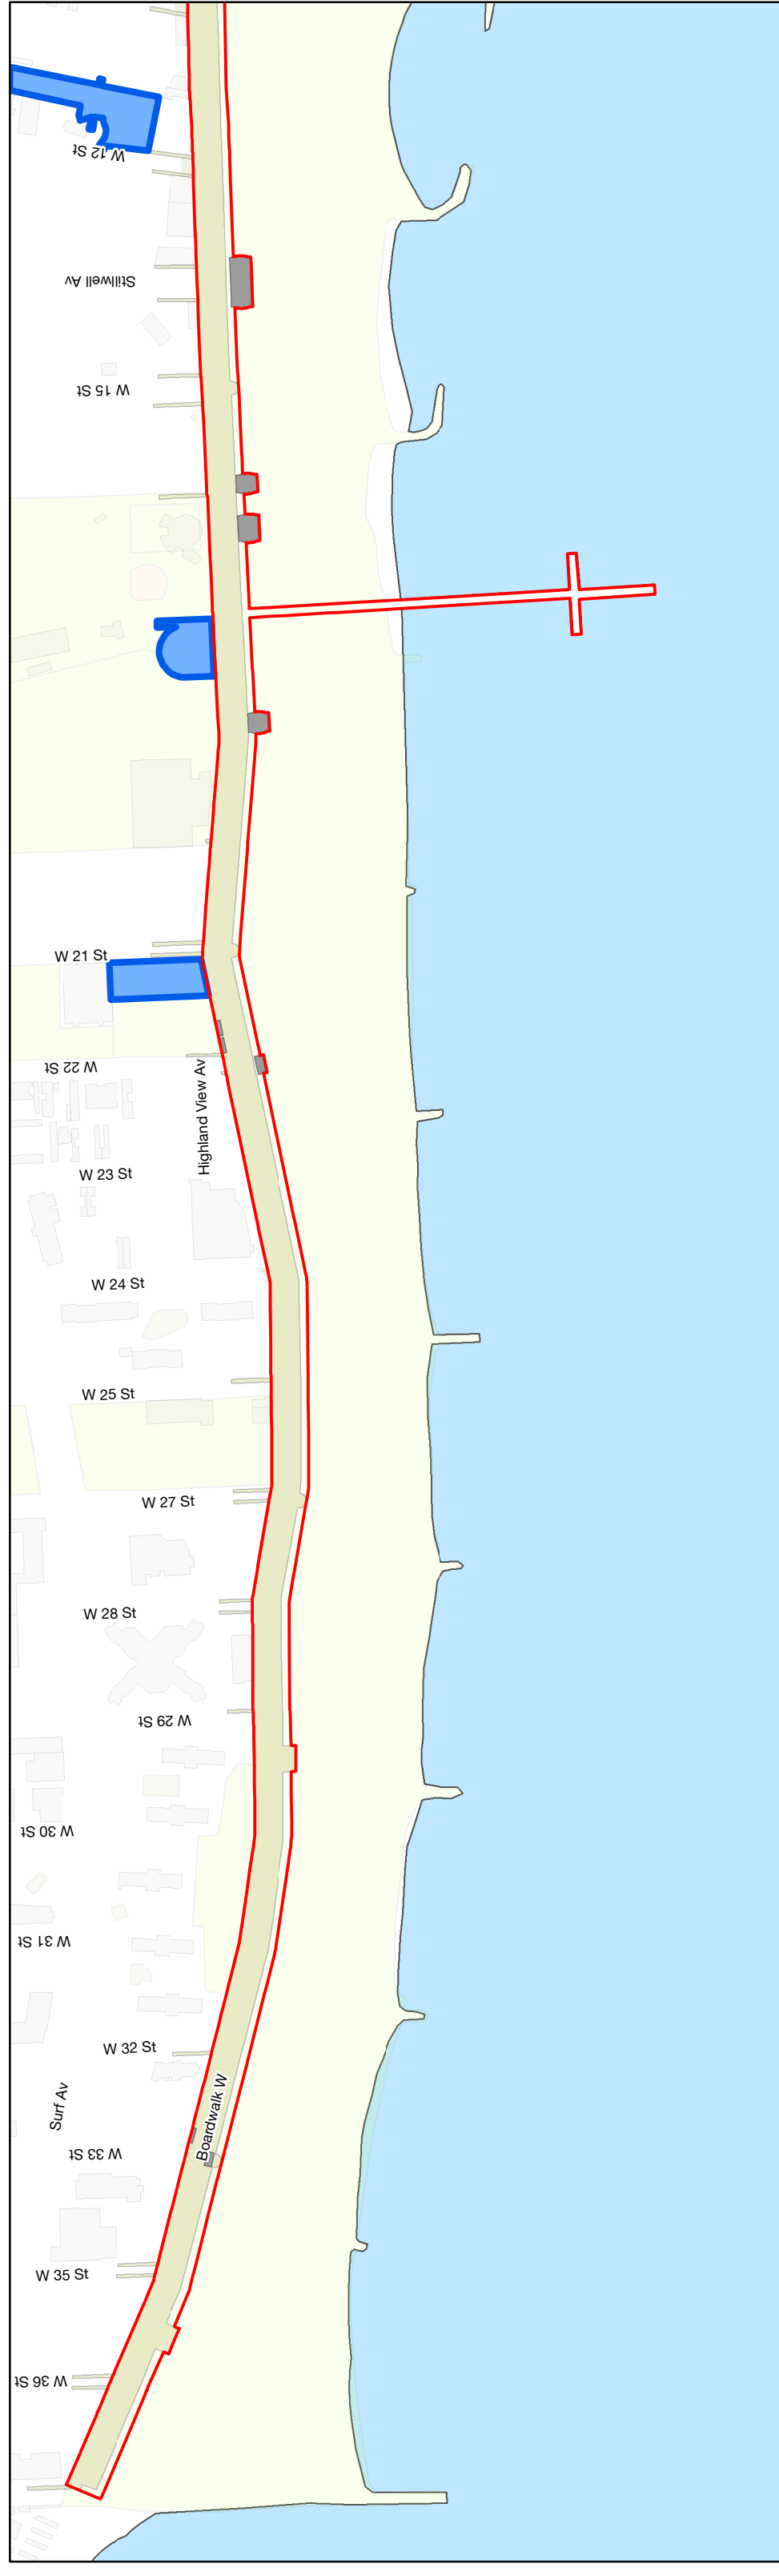 W 12 St
Stillwell Av
W 15 St
W 21 St
W 22 St
Highland View Av
W 23 St
W 24 St
W 25 St
W 27 St
W 28 St
W 29 St
W 30 St
W 31 St
W 32 St
Surf Av
Boardwalk W
W 33 St
W 35 St
W 36 St